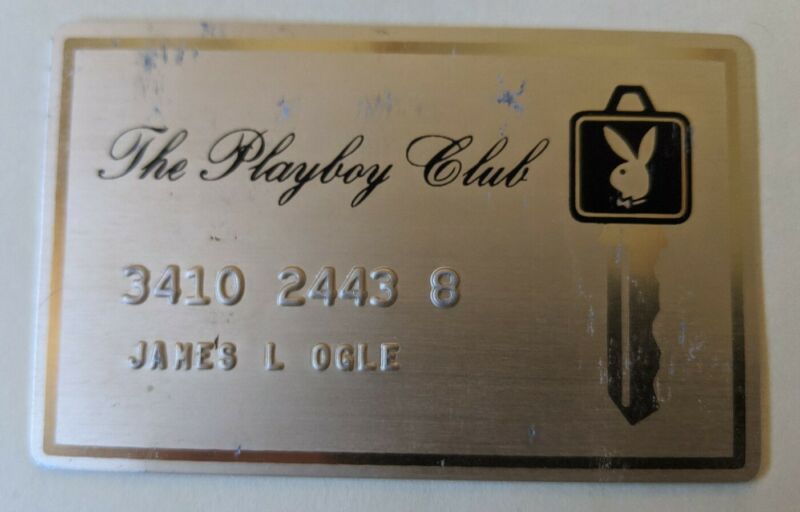 The Playboy Club
3410 2443 8
JAMES L OGLE